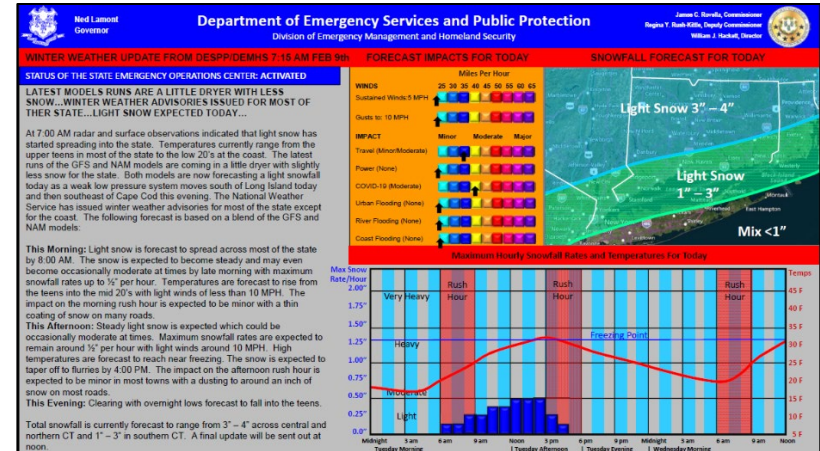 Ned Lamont
Governor
Department of Emergency Services and Public Protection
Division of Emergency Management and Homeland Security
James C. Rovella, Commissioner
Regina Y. Rush-Kittle, Deputy Commissioner
William J. Hackett, Director
WINTER WEATHER UPDATE FROM DESPP/DEMHS 7:15 AM FEB 9th
FORECAST IMPACTS FOR TODAY
SNOWFALL FORECAST FOR TODAY
STATUS OF THE STATE EMERGENCY OPERATIONS CENTER: ACTIVATED
LATEST MODELS RUNS ARE A LITTLE DRYER WITH LESS
SNOW...WINTER WEATHER ADVISORIES ISSUED FOR MOST OF
THER STATE...LIGHT SNOW EXPECTED TODAY...
At 7:00 AM radar and surface observations indicated that light snow has
started spreading into the state. Temperatures currently range from the
upper teens in most of the state to the low 20's at the coast. The latest
runs of the GFS and NAM models are coming in a little dryer with slightly
less snow for the state. Both models are now forecasting a light snowfall
today as a weak low pressure system moves south of Long Island today
and then southeast of Cape Cod this evening. The National Weather
Service has issued winter weather advisories for most of the state except
for the coast. The following forecast is based on a blend of the GFS and
NAM models:
This Morning: Light snow is forecast to spread across most of the state
by 8:00 AM. The snow is expected to become steady and may even
become occasionally moderate at times by late morning with maximum
snowfall rates up to ½" per hour. Temperatures are forecast to rise from
the teens into the mid 20's with light winds of less than 10 MPH. The
impact on the morning rush hour is expected to be minor with a thin
coating of snow on many roads.
This Afternoon: Steady light snow is expected which could be
occasionally moderate at times. Maximum snowfall rates are expected to
remain around ½" per hour with light winds around 10 MPH. High
temperatures are forecast to reach near freezing. The snow is expected to
taper off to flurries by 4:00 PM. The impact on the afternoon rush hour is
expected to be minor in most towns with a dusting to around an inch of
snow on most roads.
This Evening: Clearing with overnight lows forecast to fall into the teens.
Total snowfall is currently forecast to range from 3" – 4" across central and
northern CT and 1" – 3" in southern CT. A final update will be sent out at
noon.
Miles Per Hour
WINDS 25 30 35 40 45 50 55 60 65
Sustained Winds:5 MPH
Gusts to: 10 MPH
IMPACT Minor Moderate Major
Travel (Minor/Moderate)
Power (None)
COVID-19 (Moderate)
Urban Flooding (None)
River Flooding (None)
Coast Flooding (None)
Light Snow 3" – 4"
Light Snow
1" – 3"
Montauk
East Hampton
Mix <1"
Maximum Hourly Snowfall Rates and Temperatures For Today
Max Snow
Rate/Hour
Temps
2.00"
1.75"
1.50"
1.25"
1.00"
0.75"
0.50"
0.25"
0.0"
Very Heavy
Heavy
Moderate
Light
Rush
Hour
Rush
Hour
Rush
Hour
Freezing Point
45 F
40 F
35 F
30 F
25 F
20 F
15 F
10 F
5 F
Midnight 3 am 6 am 9 am Noon 3 pm 6 pm 9 pm Midnight 3 am 6 am 9 am Noon
Tuesday Morning | Tuesday Afternoon | Tuesday Evening | Wednesday Morning